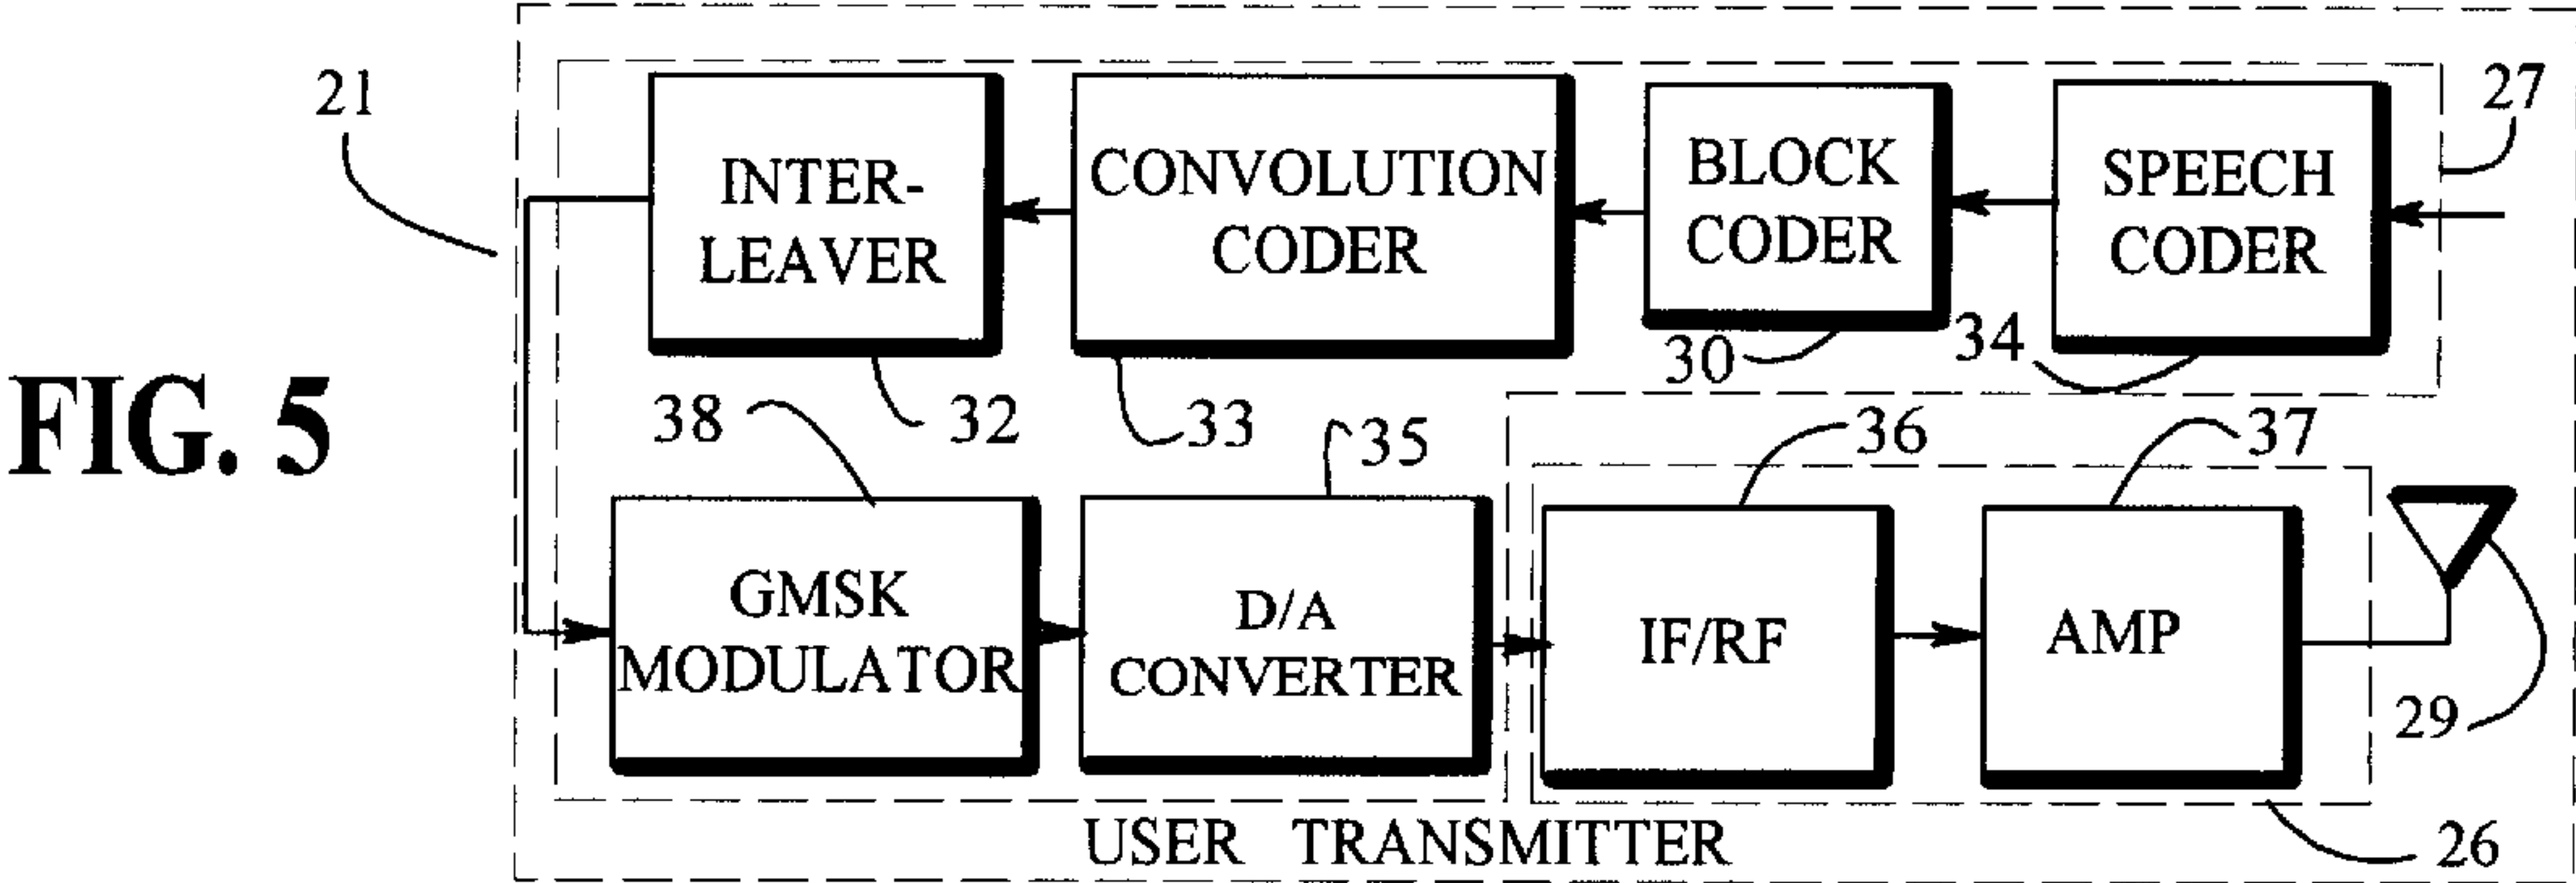 FIG. 5
21
27
INTER-
LEAVER
CONVOLUTION
CODER
BLOCK
CODER
SPEECH
CODER
32
33
30
34
38
35
36
37
GMSK
MODULATOR
D/A
CONVERTER
IF/RF
AMP
29
26
USER TRANSMITTER